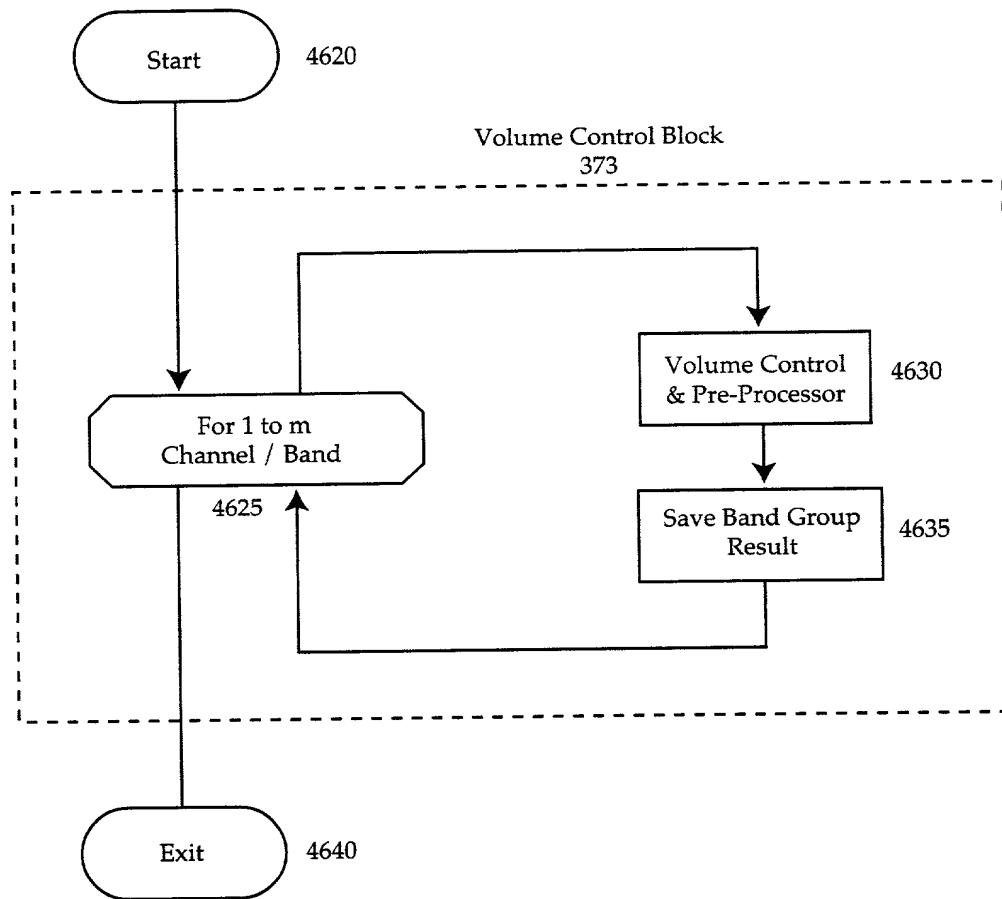 Start
4620
Volume Control Block
373
Volume Control
& Pre-Processor
4630
For 1 to m
Channel / Band
4625
Save Band Group
Result
4635
Exit
4640